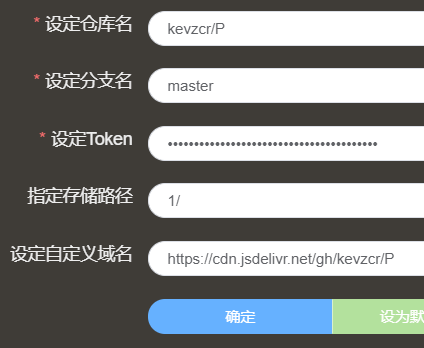 * 设定仓库名 kevzcr/P
* 设定分支名 master
* 设定Token ••••••••••••••••••••••••••••••••••••••••
指定存储路径 1/
设定自定义域名 https://cdn.jsdelivr.net/gh/kevzcr/P
确定 设为默